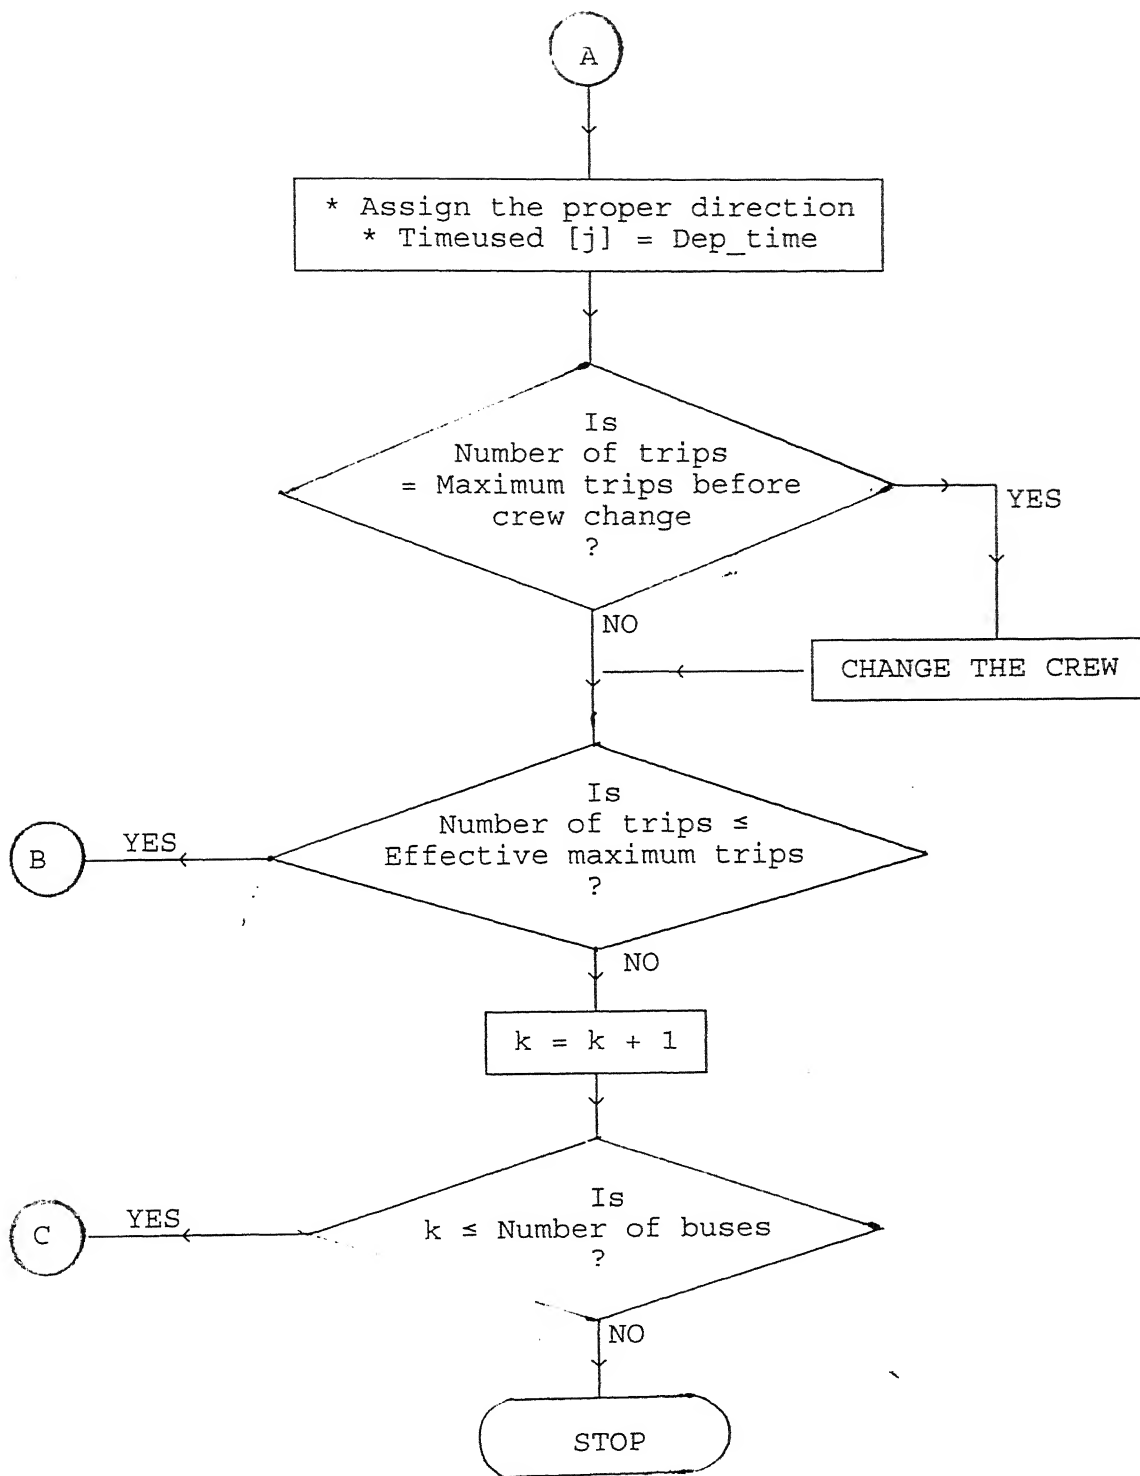 A
* Assign the proper direction
* Timeused [j] = Dep_time
Is
Number of trips
= Maximum trips before
crew change
?
YES
NO
CHANGE THE CREW
Is
Number of trips ≤
Effective maximum trips
?
YES
B
NO
k = k + 1
Is
k ≤ Number of buses
?
YES
C
NO
STOP